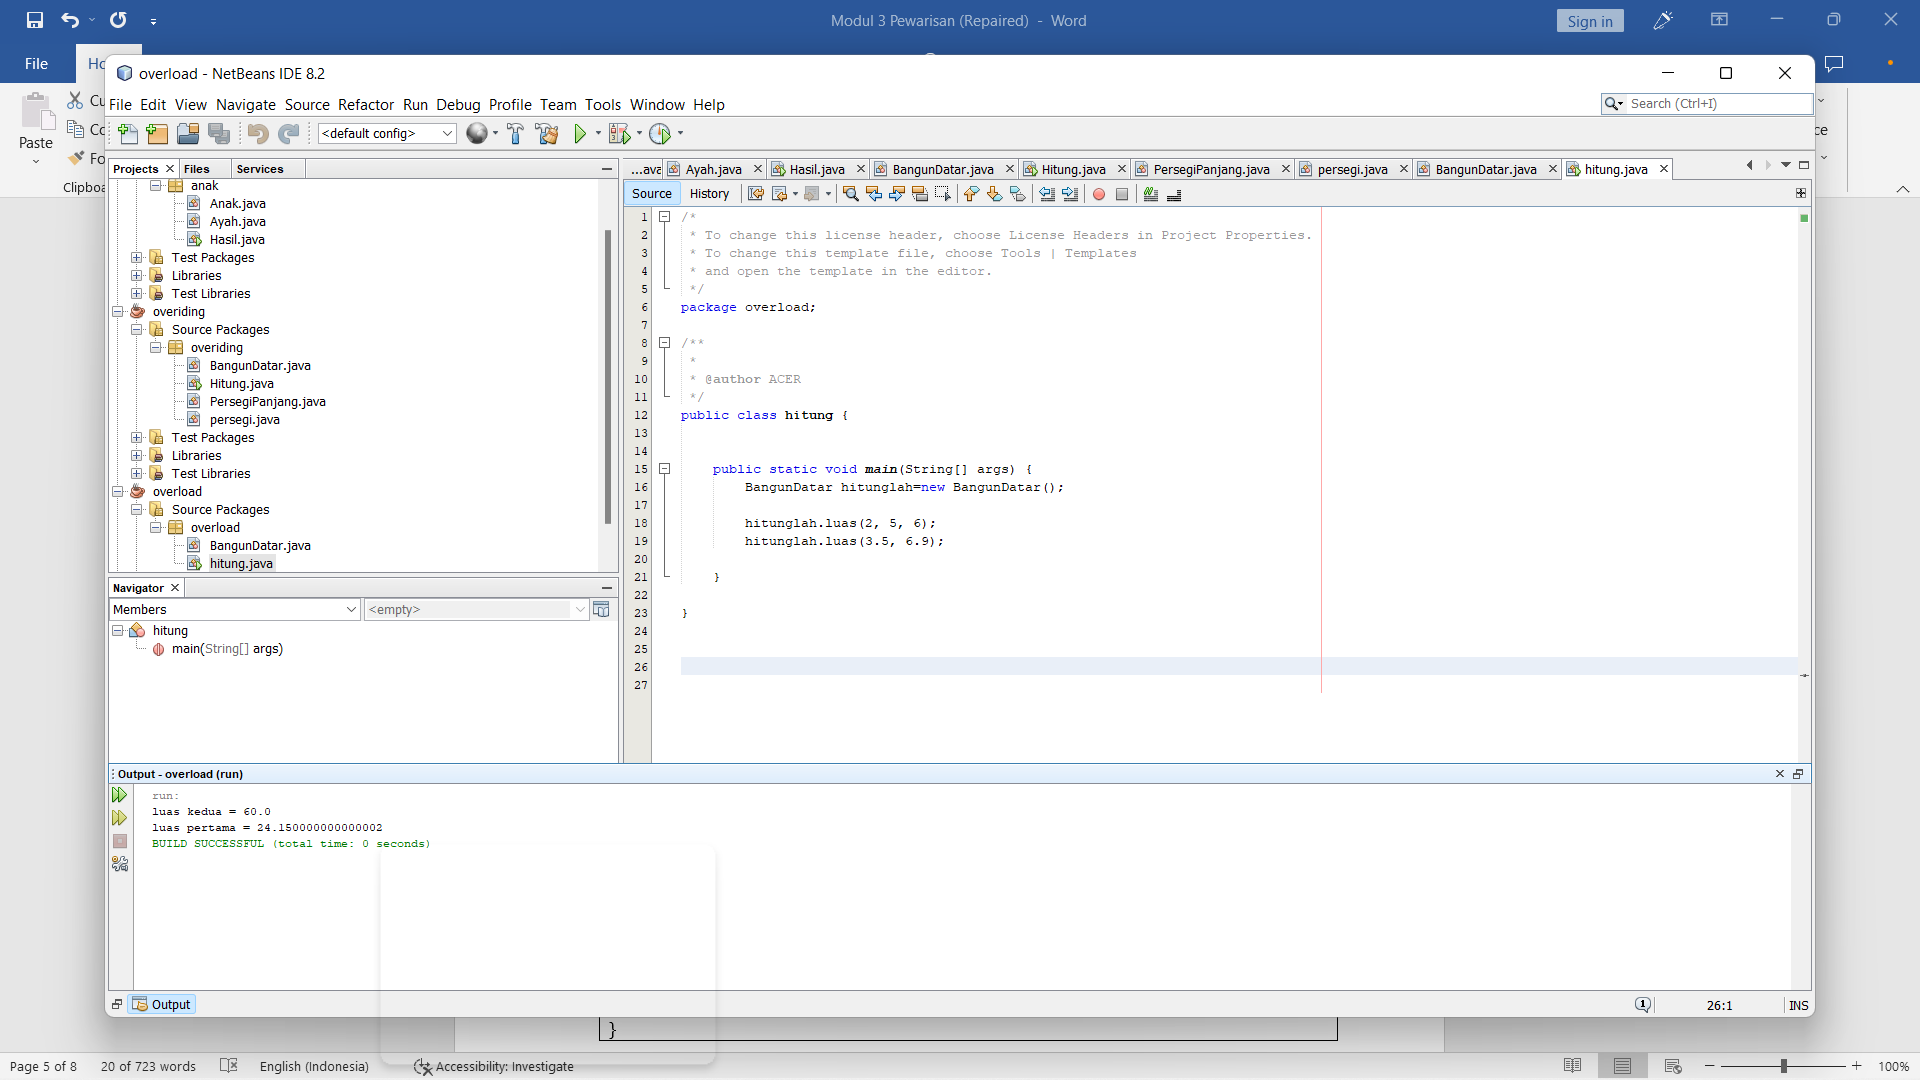 Modul 3 Pewarisan (Repaired) - Word
Sign in
File
overload - NetBeans IDE 8.2
File Edit View Navigate Source Refactor Run Debug Profile Team Tools Window Help
Search (Ctrl+I)
Paste
<default config>
Projects Files Services
Ayah.java Hasil.java BangunDatar.java Hitung.java PersegiPanjang.java persegi.java BangunDatar.java hitung.java
Source History
anak
Anak.java
Ayah.java
Hasil.java
Test Packages
Libraries
Test Libraries
overiding
Source Packages
overiding
BangunDatar.java
Hitung.java
PersegiPanjang.java
persegi.java
Test Packages
Libraries
Test Libraries
overload
Source Packages
overload
BangunDatar.java
hitung.java
Navigator
Members <empty>
hitung
main(String[] args)
1 /*
2 * To change this license header, choose License Headers in Project Properties.
3 * To change this template file, choose Tools | Templates
4 * and open the template in the editor.
5 */
6 package overload;
7
8 /**
9 *
10 * @author ACER
11 */
12 public class hitung {
13
14
15 public static void main(String[] args) {
16 BangunDatar hitunglah=new BangunDatar();
17
18 hitunglah.luas(2, 5, 6);
19 hitunglah.luas(3.5, 6.9);
20
21 }
22
23 }
24
25
26
27
Output - overload (run)
run:
luas kedua = 60.0
luas pertama = 24.150000000000002
BUILD SUCCESSFUL (total time: 0 seconds)
Output
26:1 INS
}
Page 5 of 8 20 of 723 words English (Indonesia) Accessibility: Investigate 100%